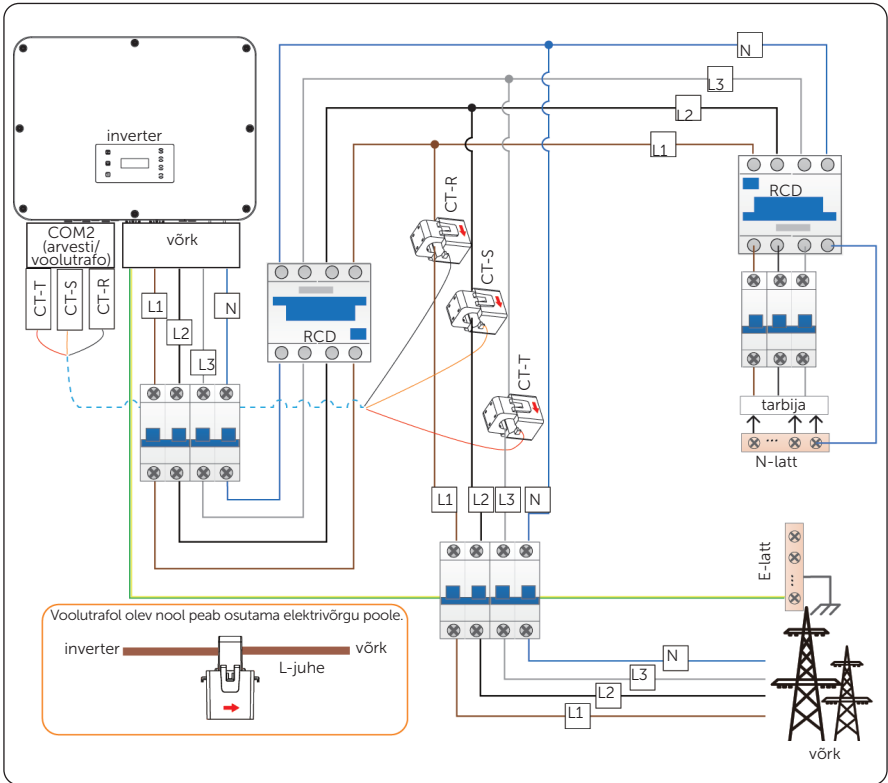 N
L3
L2
L1
inverter
COM2
(arvesti/
voolutrafo)
võrk
CT-T
CT-S
CT-R
L1
L2
L3
N
RCD
CT-R
CT-S
CT-T
RCD
tarbija
N-latt
L1
L2
L3
N
E-latt
Voolutrafol olev nool peab osutama elektrivõrgu poole.
inverter
võrk
L-juhe
N
L3
L2
L1
võrk